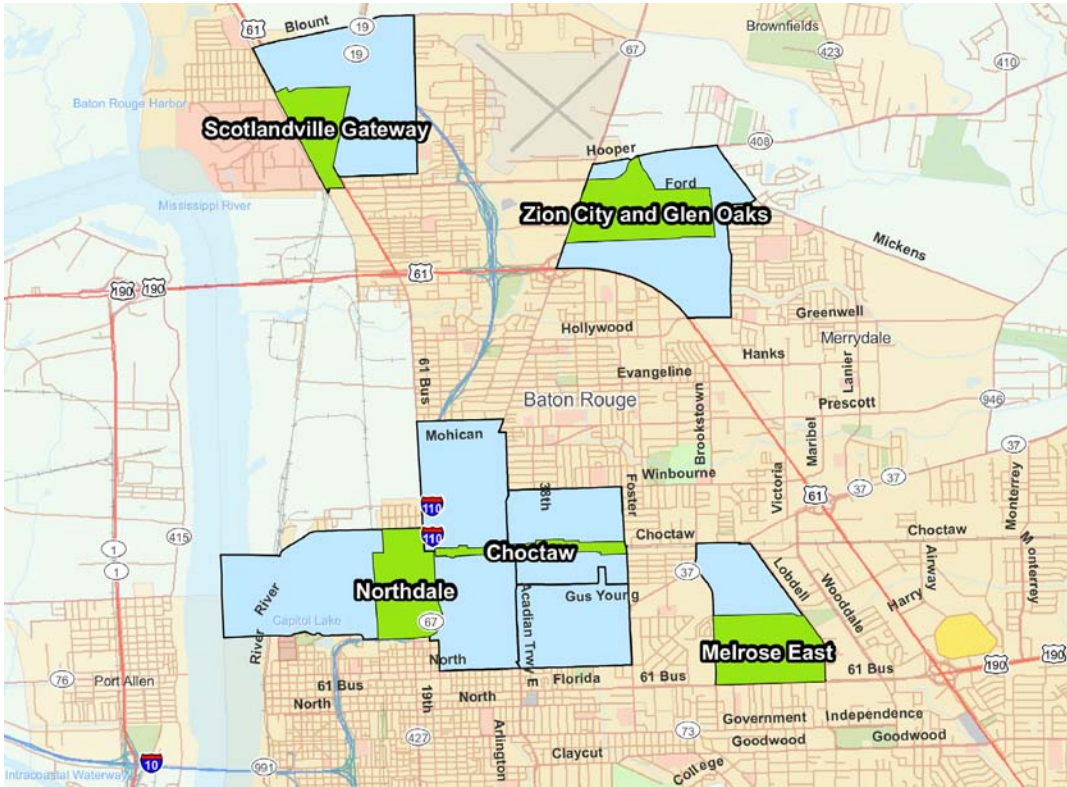 Blount
61
19
19
Brownfields
423
67
410
Baton Rouge Harbor
Scotlandville Gateway
Hooper
408
Ford
Mississippi River
Zion City and Glen Oaks
Mickens
61
190
190
Greenwell
Hollywood
Merrydale
Hanks
61 Bus
Evangeline
Lanier
946
Baton Rouge
Brookstown
Prescott
Maribel
37
Mohican
Winbourne
Victoria
37
37
Monterrey
38th
Foster
61
110
415
110
Choctaw
Choctaw
Choctaw
1
1
37
Lobdell
Airway
Monterrey
River
Northdale
Acadian Trwy E
Gus Young
Wooddale
Harry
Capitol Lake
67
River
North
Melrose East
190
190
76
Port Allen
61 Bus
Florida
61 Bus
61 Bus
North
19th
North
Government
Independence
427
Arlington
73
Goodwood
Goodwood
Claycut
College
10
991
Intracoastal Waterway